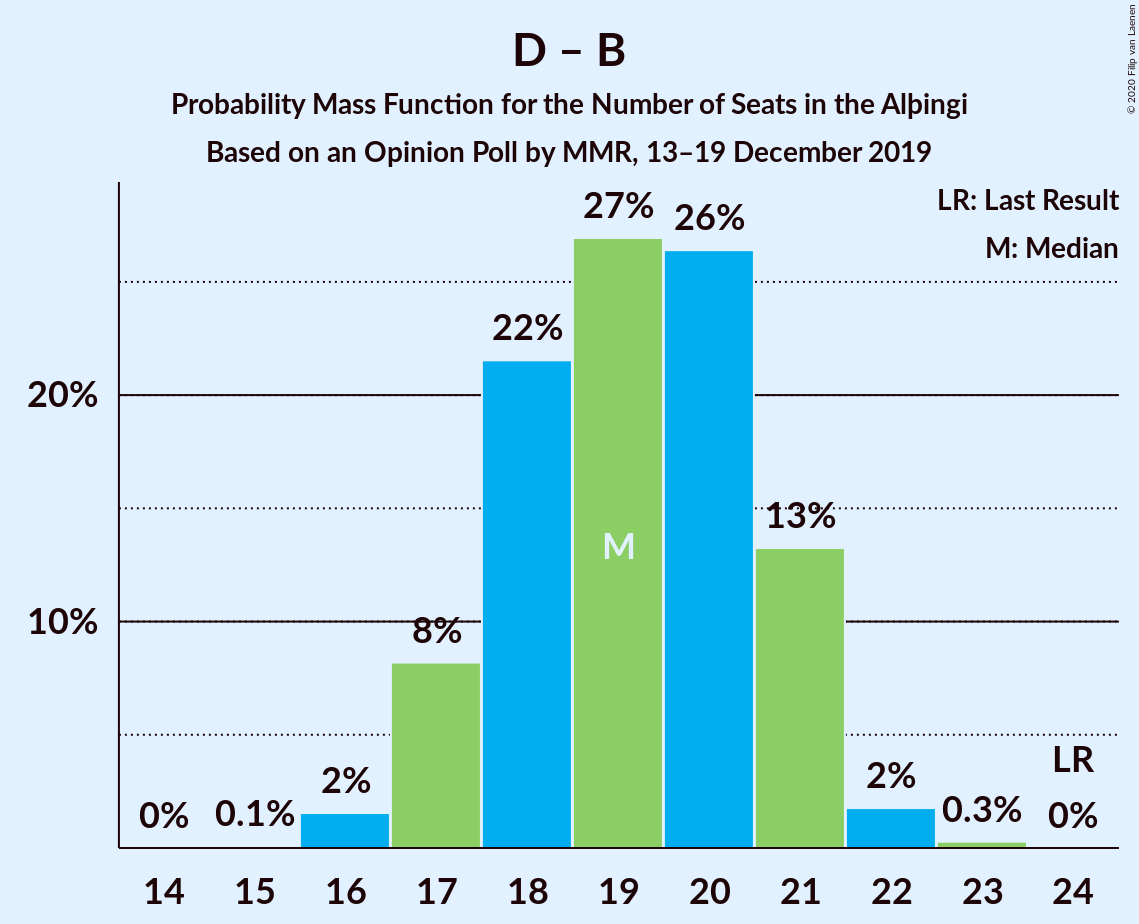 D – B
Probability Mass Function for the Number of Seats in the Alþingi
Based on an Opinion Poll by MMR, 13–19 December 2019
© 2020 Filip van Laenen
LR: Last Result
M: Median
27%
26%
22%
20%
13%
M
10%
8%
LR
2%
2%
0%
0.1%
0.3%
0%
14 15 16 17 18 19 20 21 22 23 24